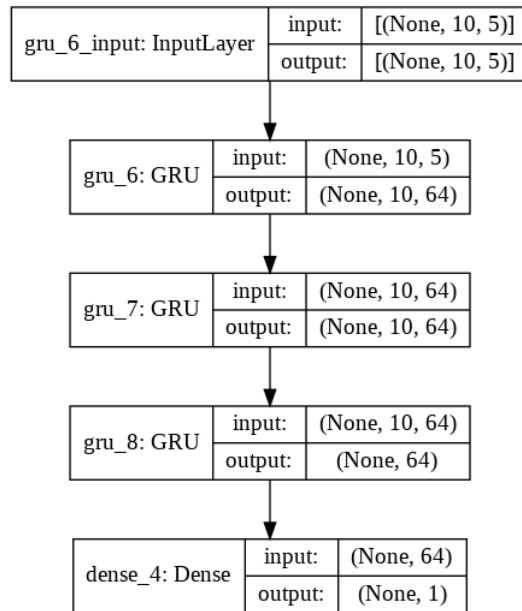 gru_6_input: InputLayer
input:
[(None, 10, 5)]
output:
[(None, 10, 5)]
gru_6: GRU
input:
(None, 10, 5)
output:
(None, 10, 64)
gru_7: GRU
input:
(None, 10, 64)
output:
(None, 10, 64)
gru_8: GRU
input:
(None, 10, 64)
output:
(None, 64)
dense_4: Dense
input:
(None, 64)
output:
(None, 1)